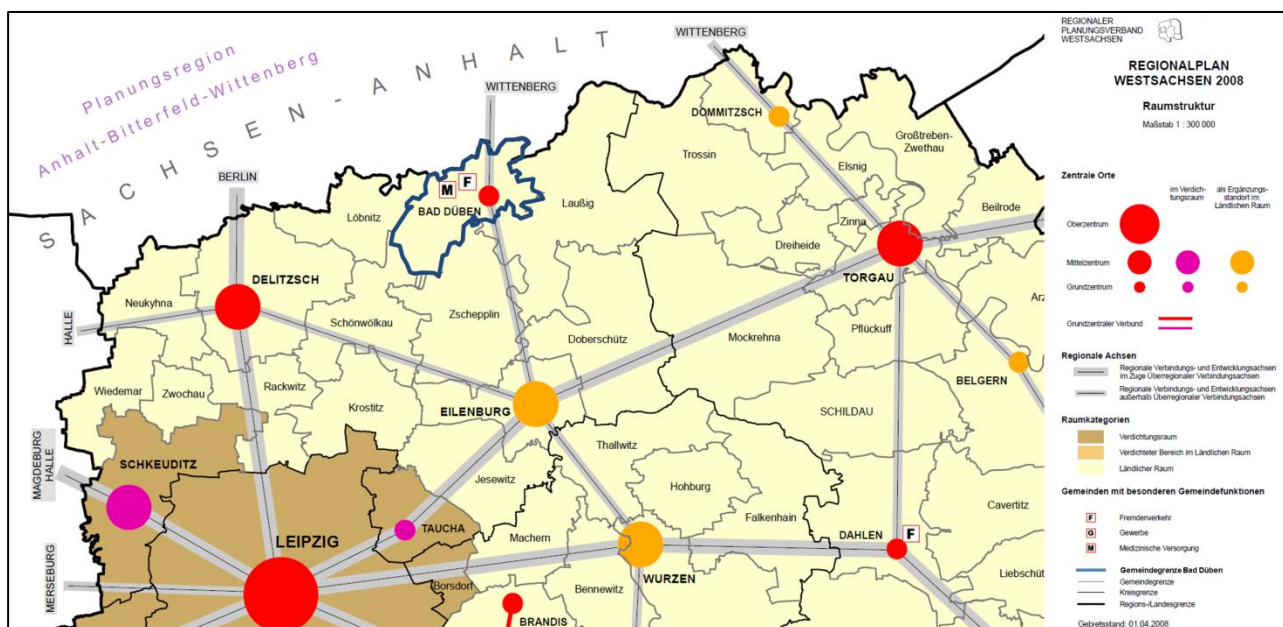 Planungsregion
Anhalt-Bitterfeld-Wittenberg
SACHSEN-ANHALT
WITTENBERG
WITTENBERG
BERLIN
HALLE
MAGDEBURG
HALLE
MERSEBURG
DOMMITZSCH
Großtreben-
Zwethau
Trossin
Elsnig
M
F
BAD DÜBEN
Laußig
Löbnitz
Zinna
Beilrode
Dreiheide
TORGAU
DELITZSCH
Neukyhna
Schönwölkau
Zschepplin
Doberschütz
Mockrehna
Pflückuff
Arz
Wiedemar
Zwochau
Rackwitz
Krostitz
EILENBURG
BELGERN
SCHILDAU
SCHKEUDITZ
Thallwitz
Jesewitz
Hohburg
Cavertitz
TAUCHA
Machern
Falkenhain
DAHLEN
F
LEIPZIG
Borsdorf
Bennewitz
WURZEN
Liebschüt
BRANDIS
REGIONALER
PLANUNGSVERBAND
WESTSACHSEN
REGIONALPLAN
WESTSACHSEN 2008
Raumstruktur
Maßstab 1 : 300 000
Zentrale Orte
im Verdich-
tungsraum
als Ergänzungs-
standort im
Ländlichen Raum
Oberzentrum
Mittelzentrum
Grundzentrum
Grundzentraler Verbund
Regionale Achsen
Regionale Verbindungs- und Entwicklungsachsen
im Zuge Überregionaler Verbindungsachsen
Regionale Verbindungs- und Entwicklungsachsen
außerhalb Überregionaler Verbindungsachsen
Raumkategorien
Verdichtungsraum
Verdichteter Bereich im Ländlichen Raum
Ländlicher Raum
Gemeinden mit besonderen Gemeindefunktionen
F Fremdenverkehr
G Gewerbe
M Medizinische Versorgung
Gemeindegrenze Bad Düben
Gemeindegrenze
Kreisgrenze
Regions-/Landesgrenze
Gebietsstand: 01.04.2008